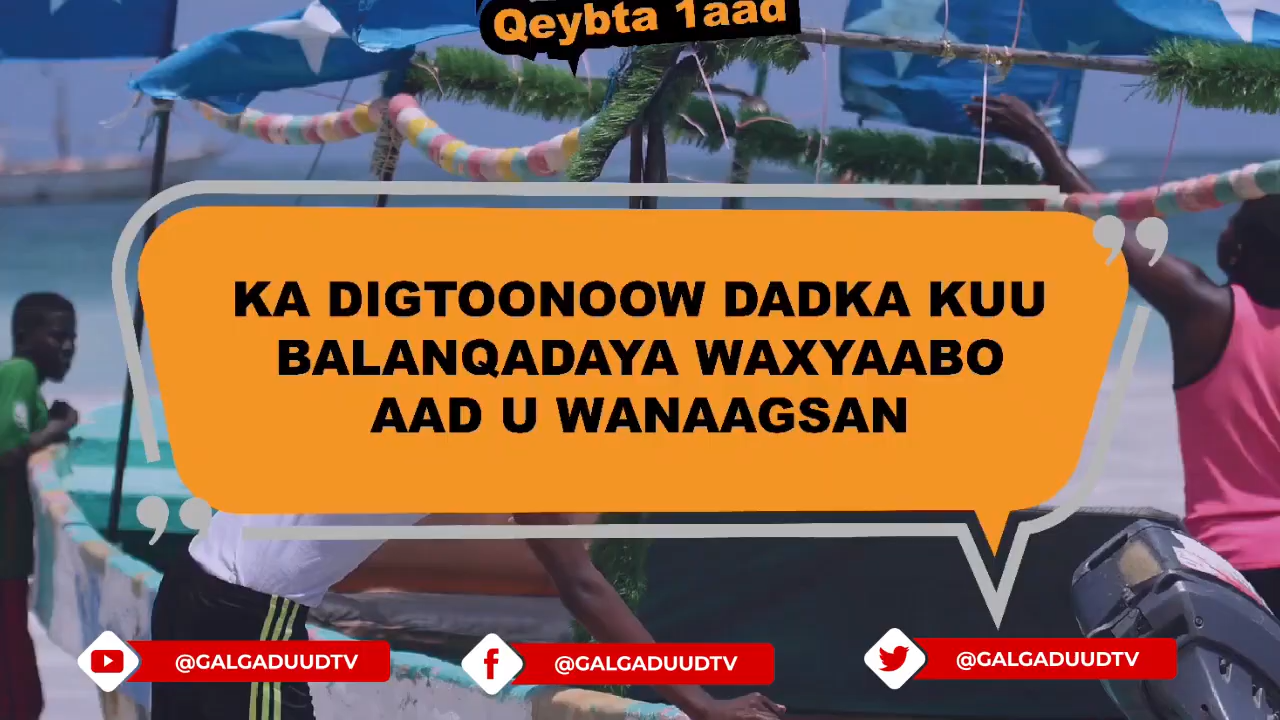 Qeybta 1aad
KA DIGTOONOOW DADKA KUU
BALANQADAYA WAXYAABO
AAD U WANAAGSAN
@GALGADUUDTV
@GALGADUUDTV
@GALGADUUDTV